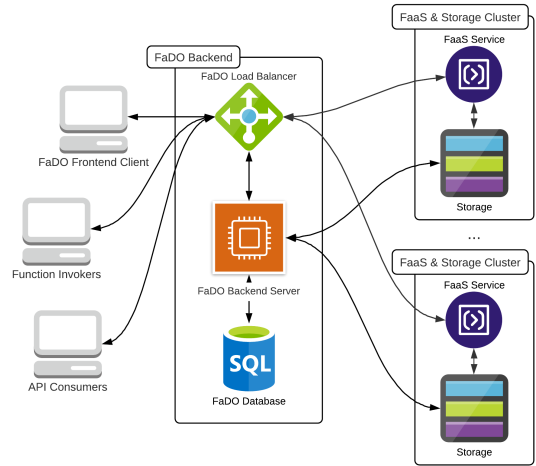 FaaS & Storage Cluster
FaaS Service
Storage
FaDO Backend
FaDO Load Balancer
FaDO Frontend Client
Function Invokers
API Consumers
FaDO Backend Server
SQL
FaDO Database
...
FaaS & Storage Cluster
FaaS Service
Storage